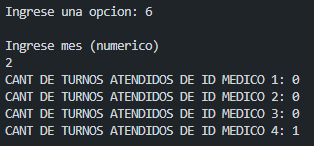 Ingrese una opcion: 6
Ingrese mes (numerico)
2
CANT DE TURNOS ATENDIDOS DE ID MEDICO 1: 0
CANT DE TURNOS ATENDIDOS DE ID MEDICO 2: 0
CANT DE TURNOS ATENDIDOS DE ID MEDICO 3: 0
CANT DE TURNOS ATENDIDOS DE ID MEDICO 4: 1